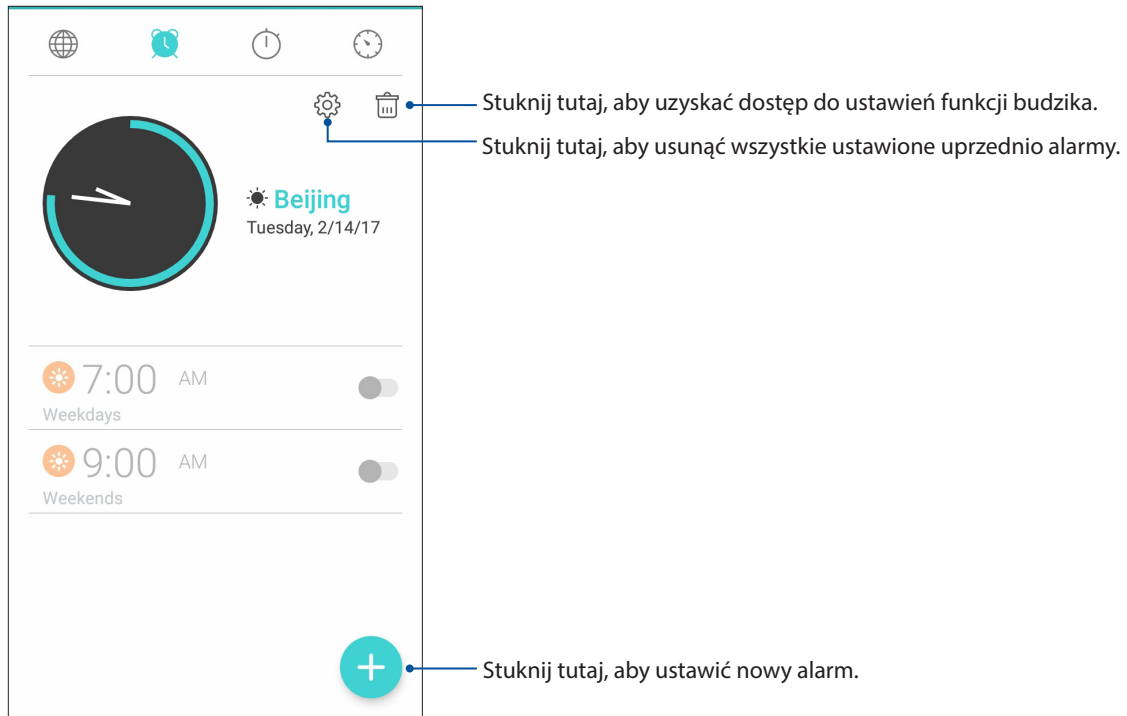 Stuknij tutaj, aby uzyskać dostęp do ustawień funkcji budzika.
Stuknij tutaj, aby usunąć wszystkie ustawione uprzednio alarmy.
Beijing
Tuesday, 2/14/17
7:00 AM
Weekdays
9:00 AM
Weekends
Stuknij tutaj, aby ustawić nowy alarm.